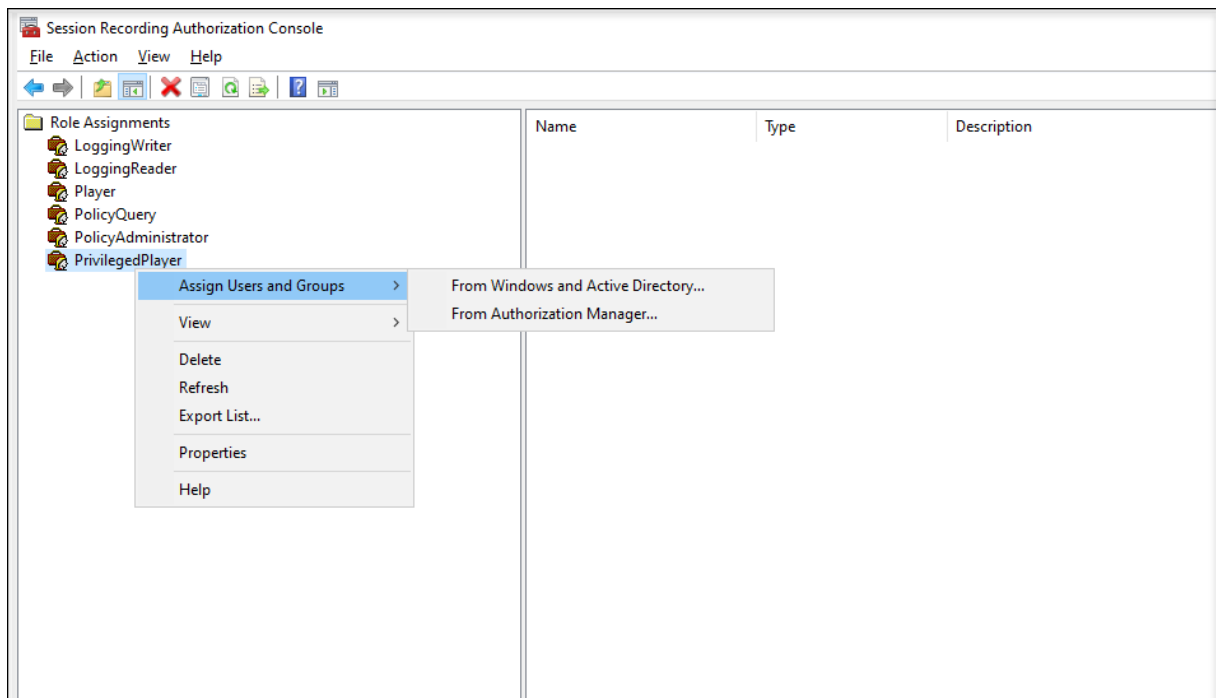 Session Recording Authorization Console
File Action View Help
Role Assignments
LoggingWriter
LoggingReader
Player
PolicyQuery
PolicyAdministrator
PrivilegedPlayer
Name Type Description
Assign Users and Groups
View
Delete
Refresh
Export List...
Properties
Help
From Windows and Active Directory...
From Authorization Manager...